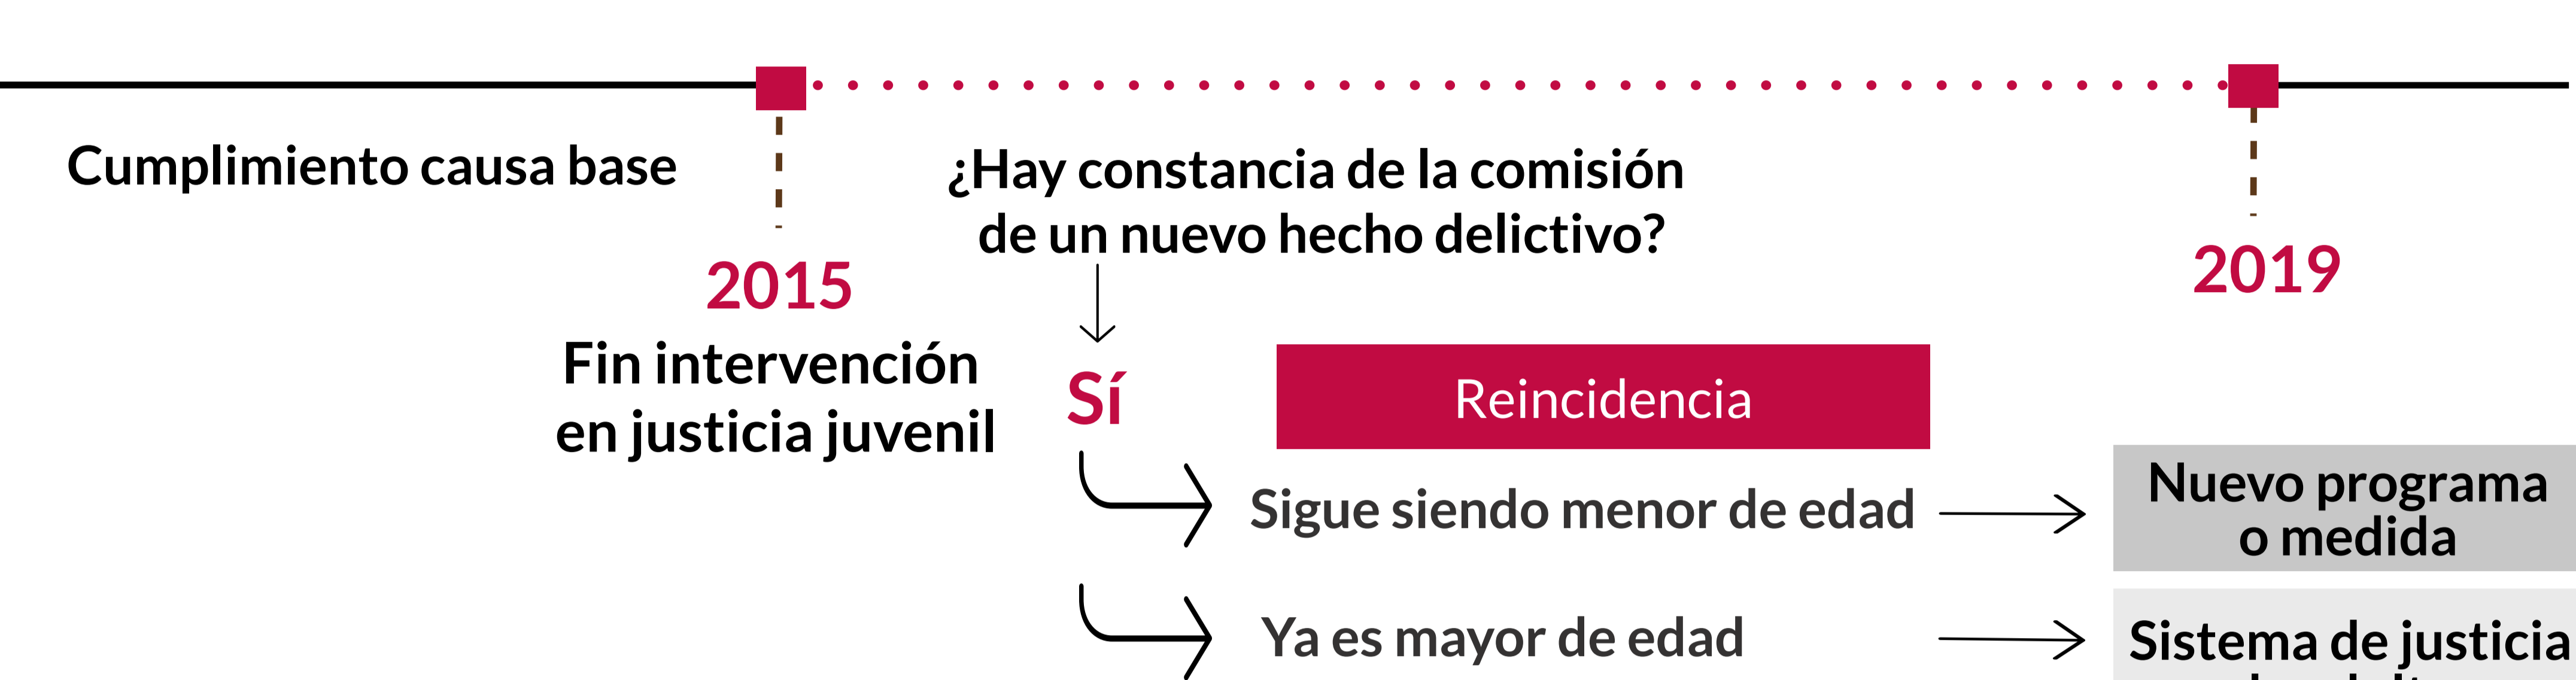 Cumplimiento causa base
¿Hay constancia de la comisión
de un nuevo hecho delictivo?
2015
2019
Fin intervención
en justicia juvenil
Sí
Reincidencia
Sigue siendo menor de edad
Nuevo programa
o medida
Ya es mayor de edad
Sistema de justicia